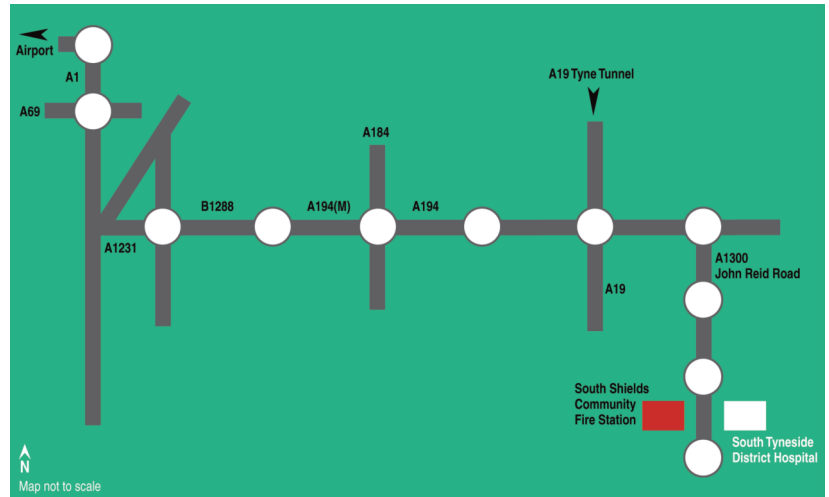 Airport
A1
A69
A19 Tyne Tunnel
A184
B1288
A194(M)
A194
A1231
A1300
John Reid Road
A19
South Shields
Community
Fire Station
South Tyneside
District Hospital
N
Map not to scale